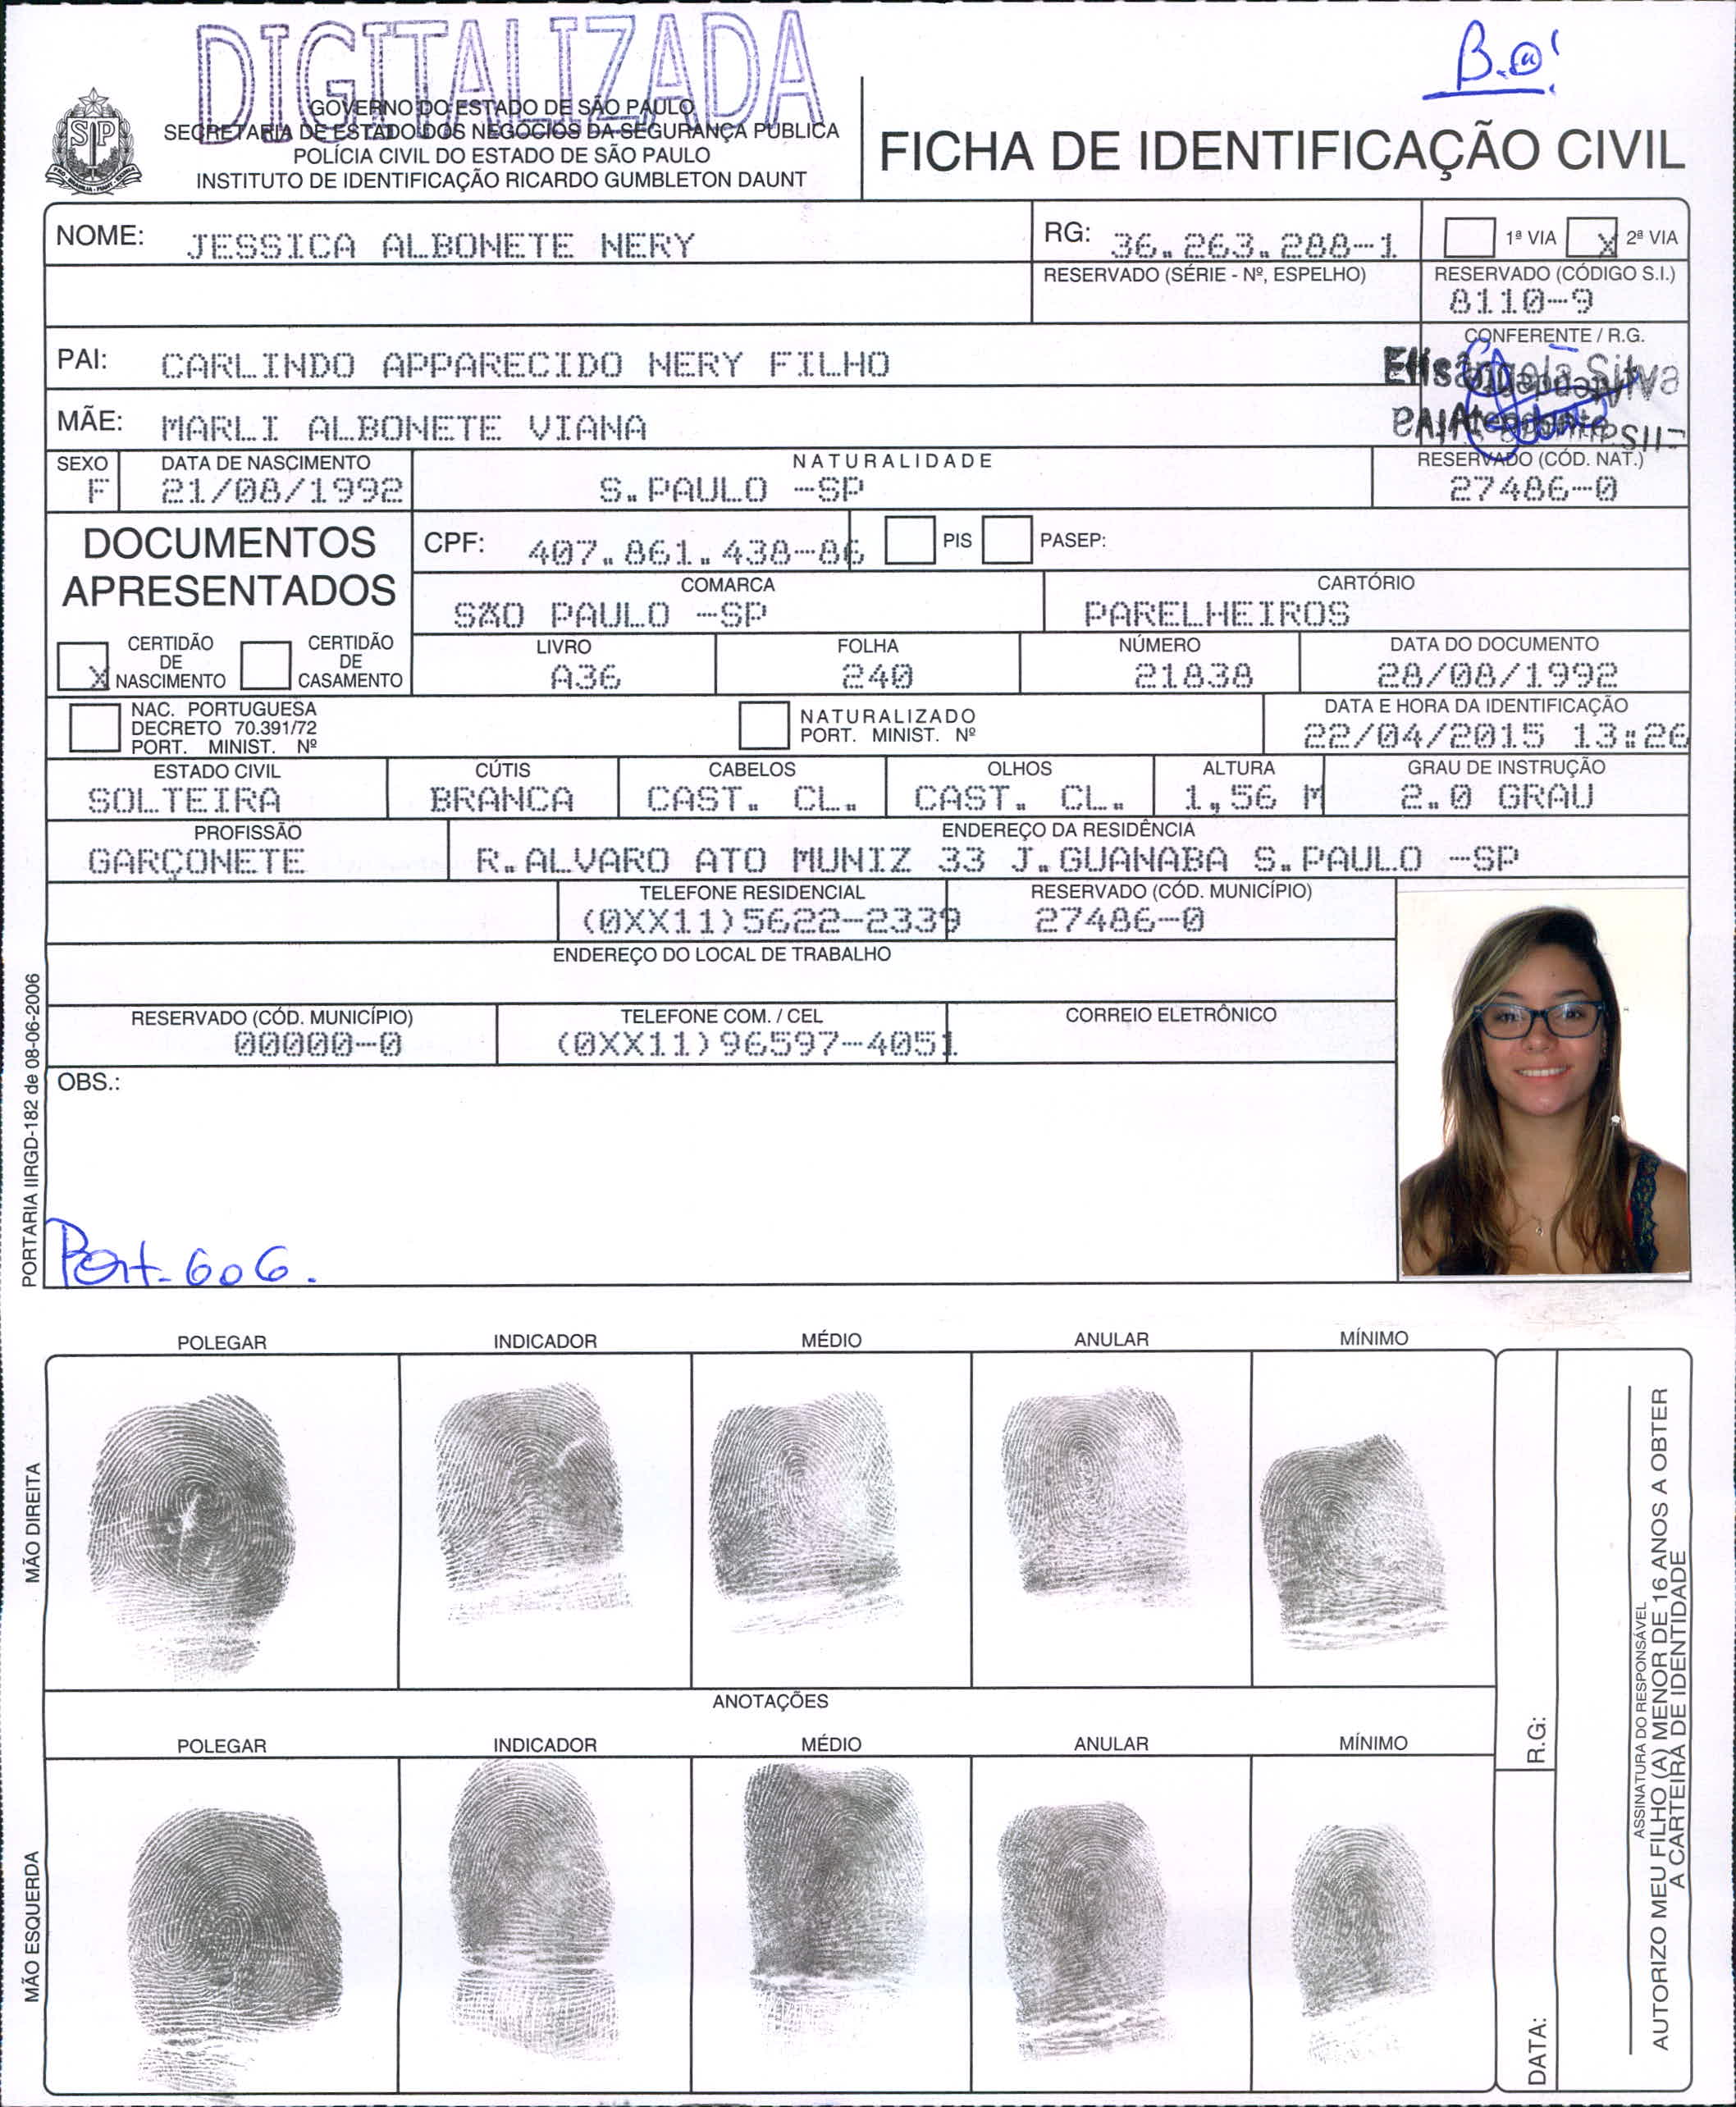 DIGITALIZADA
B.@!
GOVERNO DO ESTADO DE SÃO PAULO
SECRETARIA DE ESTADO DOS NEGÓCIOS DA SEGURANÇA PÚBLICA
POLÍCIA CIVIL DO ESTADO DE SÃO PAULO
INSTITUTO DE IDENTIFICAÇÃO RICARDO GUMBLETON DAUNT
SP
FICHA DE IDENTIFICAÇÃO CIVIL
NOME: JESSICA ALBONETE NERY RG: 36.263.288-1 1ª VIA X 2ª VIA
RESERVADO (SÉRIE - Nº, ESPELHO) RESERVADO (CÓDIGO S.I.)
8110-9
CONFERENTE / R.G.
PAI: CARLINDO APPARECIDO NERY FILHO Elisângela Silva
MÃE: MARLI ALBONETE VIANA
SEXO DATA DE NASCIMENTO NATURALIDADE RESERVADO (CÓD. NAT.)
F 21/08/1992 S.PAULO -SP 27486-0
DOCUMENTOS APRESENTADOS
CPF: 407.861.438-86 PIS PASEP:
COMARCA CARTÓRIO
SÃO PAULO -SP PARELHEIROS
X CERTIDÃO DE NASCIMENTO CERTIDÃO DE CASAMENTO
LIVRO FOLHA NÚMERO DATA DO DOCUMENTO
A36 240 21838 28/08/1992
NAC. PORTUGUESA
DECRETO 70.391/72
PORT. MINIST. Nº
NATURALIZADO
PORT. MINIST. Nº
DATA E HORA DA IDENTIFICAÇÃO
22/04/2015 13:26
ESTADO CIVIL CÚTIS CABELOS OLHOS ALTURA GRAU DE INSTRUÇÃO
SOLTEIRA BRANCA CAST. CL. CAST. CL. 1,56 M 2.0 GRAU
PROFISSÃO ENDEREÇO DA RESIDÊNCIA
GARÇONETE R.ALVARO ATO MUNIZ 33 J.GUANABA S.PAULO -SP
TELEFONE RESIDENCIAL RESERVADO (CÓD. MUNICÍPIO)
(0XX11)5622-2339 27486-0
ENDEREÇO DO LOCAL DE TRABALHO
RESERVADO (CÓD. MUNICÍPIO) TELEFONE COM. / CEL CORREIO ELETRÔNICO
00000-0 (0XX11)96597-4051
OBS.:
Port-606.
PORTARIA IIRGD-182 de 08-06-2006
POLEGAR INDICADOR MÉDIO ANULAR MÍNIMO
MÃO DIREITA
ANOTAÇÕES
POLEGAR INDICADOR MÉDIO ANULAR MÍNIMO
MÃO ESQUERDA
R.G:
DATA:
ASSINATURA DO RESPONSÁVEL
AUTORIZO MEU FILHO (A) MENOR DE 16 ANOS A OBTER
A CARTEIRA DE IDENTIDADE